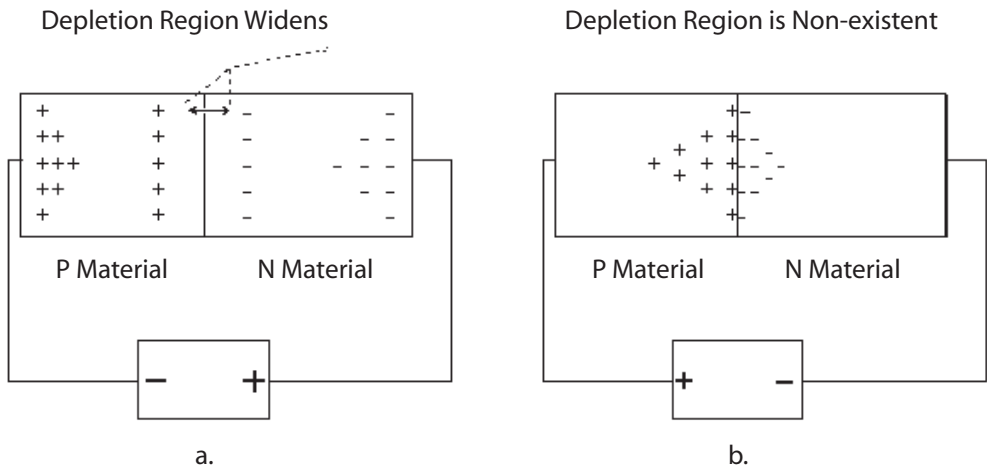 Depletion Region Widens
Depletion Region is Non-existent
+ + - -
++ + - - -
+++ + - - - -
++ + - - -
+ + - -
+ -
+ + - -
+ + + + - -
+ + + - - -
+ + - -
+ -
P Material N Material
P Material N Material
- +
+ -
a.
b.